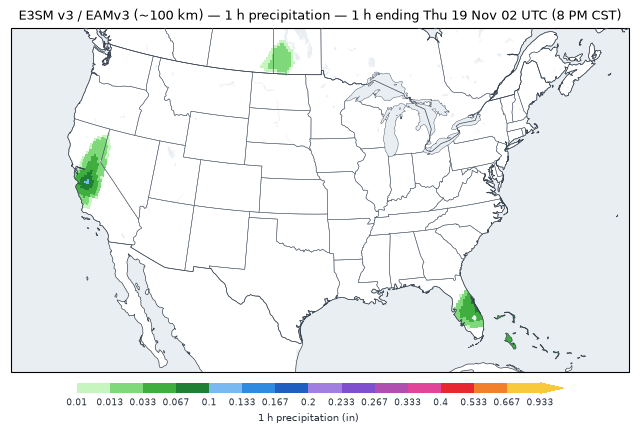 E3SM v3 / EAMv3 (~100 km) — 1 h precipitation — 1 h ending Thu 19 Nov 02 UTC (8 PM CST)
0.01 0.013 0.033 0.067 0.1 0.133 0.167 0.2 0.233 0.267 0.333 0.4 0.533 0.667 0.933
1 h precipitation (in)